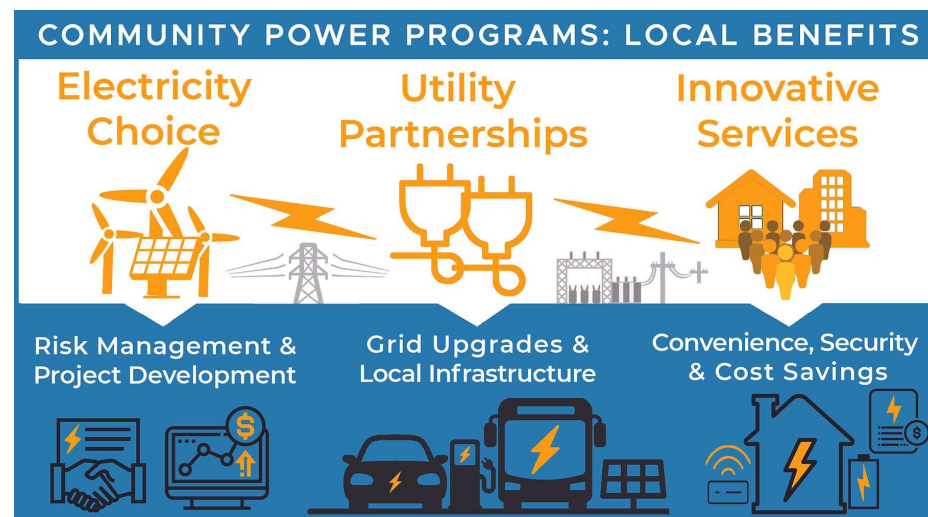 COMMUNITY POWER PROGRAMS: LOCAL BENEFITS
Electricity
Choice
Utility
Partnerships
Innovative
Services
Risk Management &
Project Development
Grid Upgrades &
Local Infrastructure
Convenience, Security
& Cost Savings
$
$